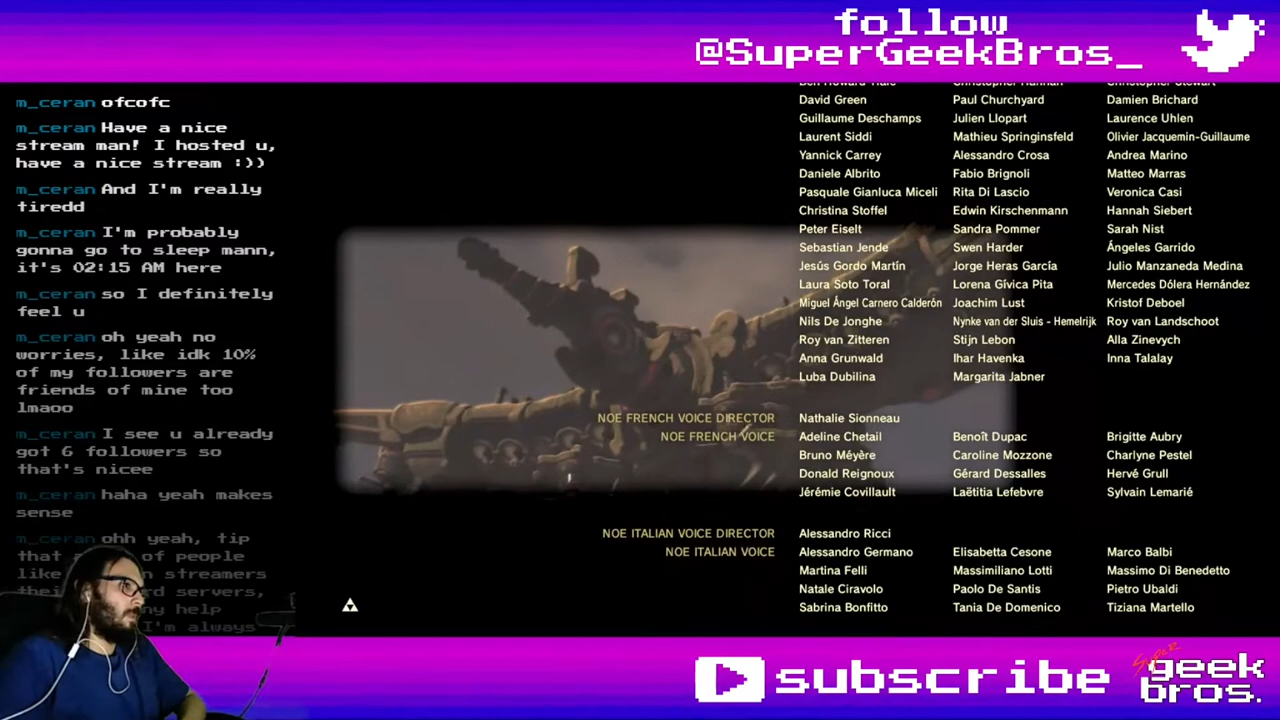 follow
@SuperGeekBros_
m_ceran ofcofc
m_ceran Have a nice
stream man! I hosted u,
have a nice stream :))
m_ceran And I'm really
tiredd
m_ceran I'm probably
gonna go to sleep mann,
it's 02:15 AM here
m_ceran so I definitely
feel u
m_ceran oh yeah no
worries, like idk 10%
of my followers are
friends of mine too
lmaoo
m_ceran I see u already
got 6 followers so
that's nicee
m_ceran haha yeah makes
sense
m_ceran ohh yeah, tip
that of people
like streamers
servers,
help
I'm always
David Green Paul Churchyard Damien Brichard
Guillaume Deschamps Julien Llopart Laurence Uhlen
Laurent Siddi Mathieu Springinsfeld Olivier Jacquemin-Guillaume
Yannick Carrey Alessandro Crosa Andrea Marino
Daniele Albrito Fabio Brignoli Matteo Marras
Pasquale Gianluca Miceli Rita Di Lascio Veronica Casi
Christina Stoffel Edwin Kirschenmann Hannah Siebert
Peter Eiselt Sandra Pommer Sarah Nist
Sebastian Jende Swen Harder Ángeles Garrido
Jesús Gordo Martín Jorge Heras García Julio Manzaneda Medina
Laura Soto Toral Lorena Gívica Pita Mercedes Dólera Hernández
Miguel Ángel Carnero Calderón Joachim Lust Kristof Deboel
Nils De Jonghe Nynke van der Sluis - Hemelrijk Roy van Landschoot
Roy van Zitteren Stijn Lebon Alla Zinevych
Anna Grunwald Ihar Havenka Inna Talalay
Luba Dubilina Margarita Jabner
NOE FRENCH VOICE DIRECTOR Nathalie Sionneau
NOE FRENCH VOICE Adeline Chetail Benoît Dupac Brigitte Aubry
Bruno Méyère Caroline Mozzone Charlyne Pestel
Donald Reignoux Gérard Dessalles Hervé Grull
Jérémie Covillault Laëtitia Lefebvre Sylvain Lemarié
NOE ITALIAN VOICE DIRECTOR Alessandro Ricci
NOE ITALIAN VOICE Alessandro Germano Elisabetta Cesone Marco Balbi
Martina Felli Massimiliano Lotti Massimo Di Benedetto
Natale Ciravolo Paolo De Santis Pietro Ubaldi
Sabrina Bonfitto Tania De Domenico Tiziana Martello
subscribe
super
geek
bros.